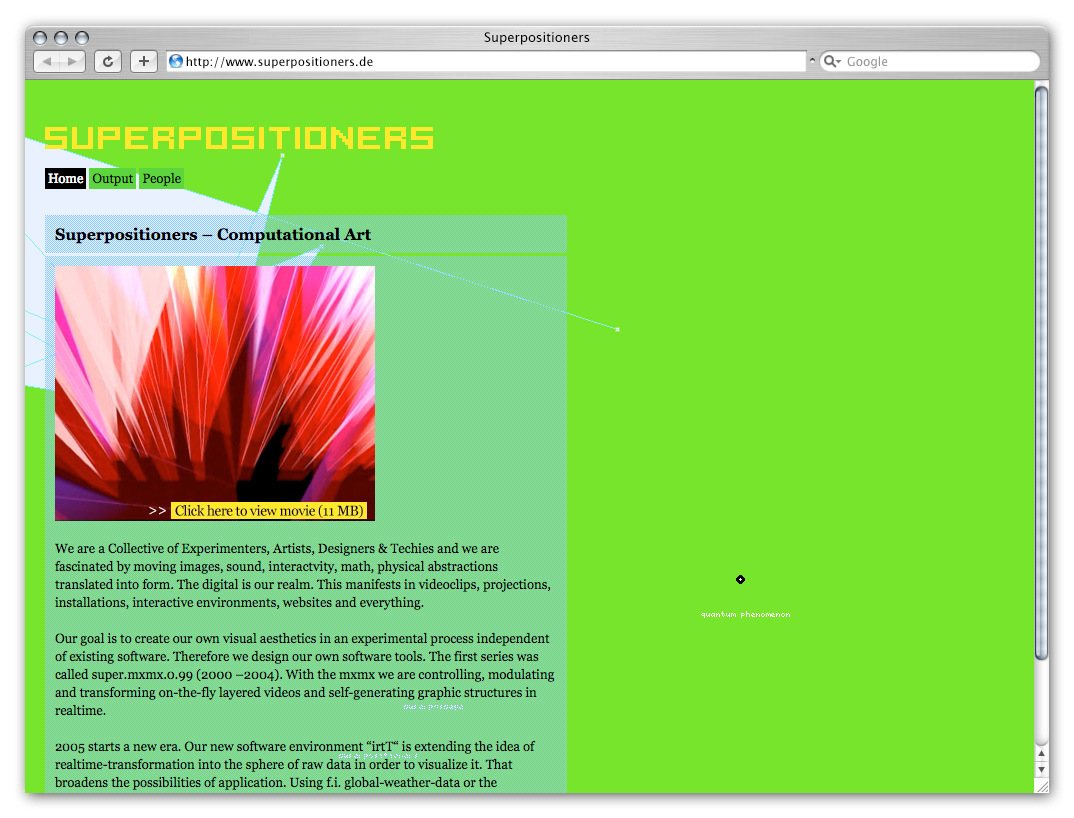 Superpositioners
http://www.superpositioners.de
Google
SUPERPOSITIONERS
Home Output People
Superpositioners – Computational Art
>> Click here to view movie (11 MB)
We are a Collective of Experimenters, Artists, Designers & Techies and we are
fascinated by moving images, sound, interactvity, math, physical abstractions
translated into form. The digital is our realm. This manifests in videoclips, projections,
installations, interactive environments, websites and everything.
Our goal is to create our own visual aesthetics in an experimental process independent
of existing software. Therefore we design our own software tools. The first series was
called super.mxmx.0.99 (2000 –2004). With the mxmx we are controlling, modulating
and transforming on-the-fly layered videos and self-generating graphic structures in
realtime.
2005 starts a new era. Our new software environment “irtT“ is extending the idea of
realtime-transformation into the sphere of raw data in order to visualize it. That
broadens the possibilities of application. Using f.i. global-weather-data or the
quantum phenomenon